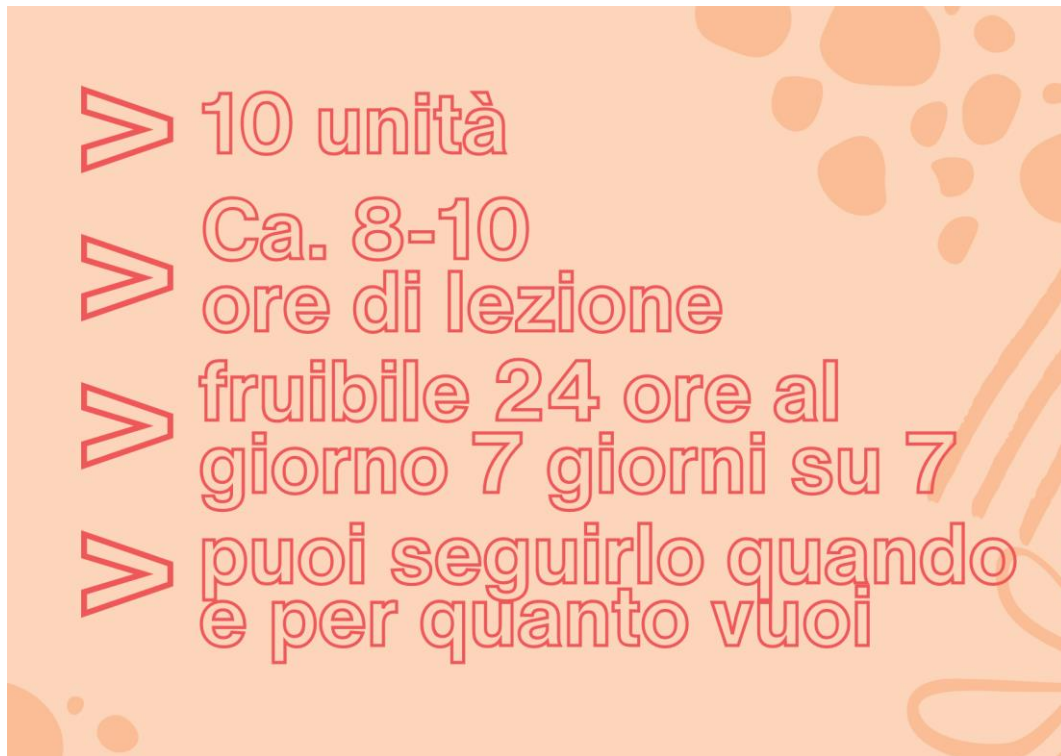 > 10 unità
> Ca. 8-10
ore di lezione
> fruibile 24 ore al
giorno 7 giorni su 7
> puoi seguirlo quando
e per quanto vuoi